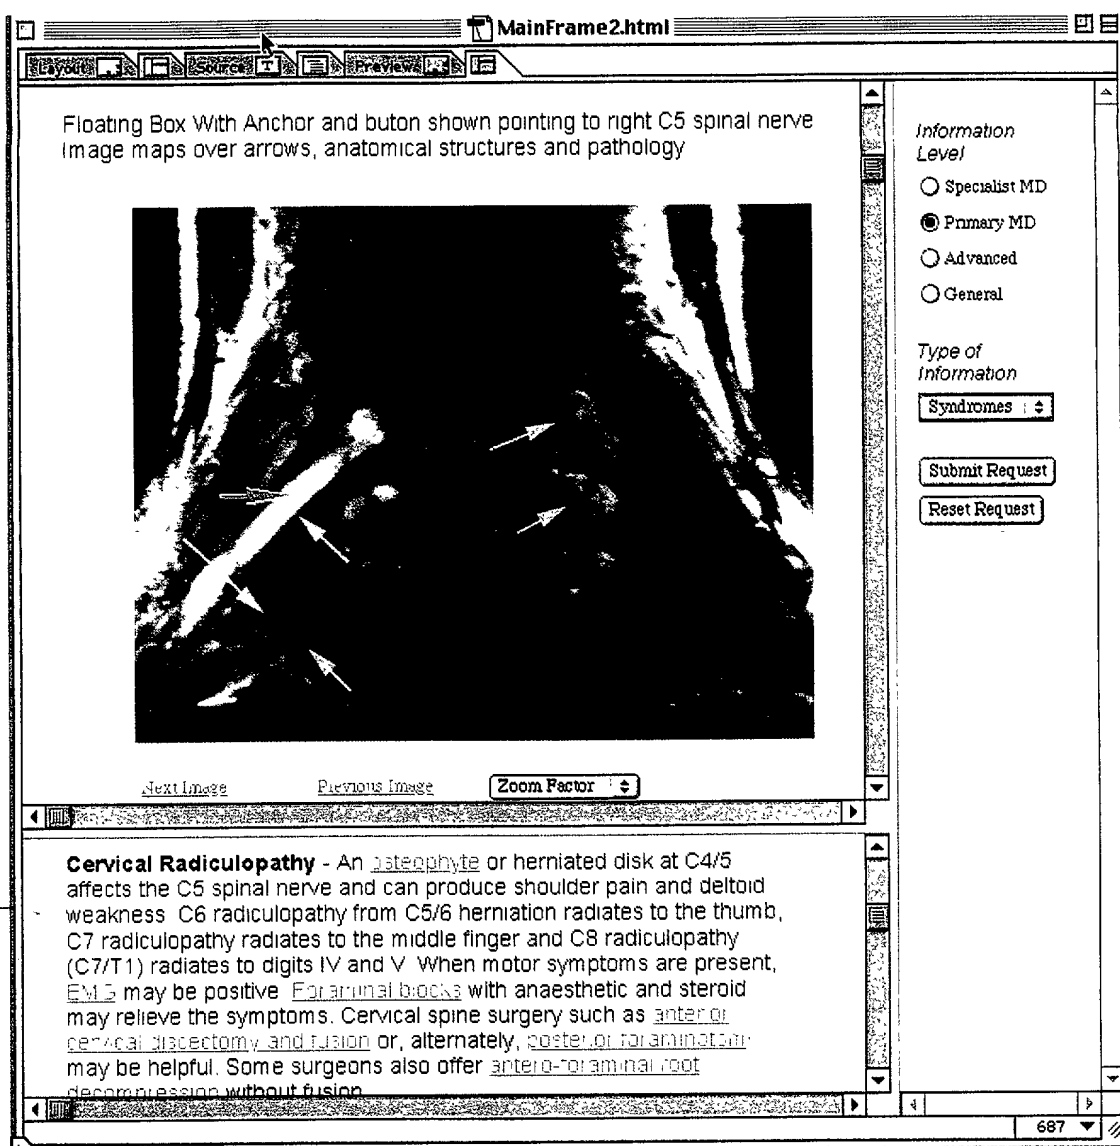 MainFrame2.html
Layout Source T Preview
Floating Box With Anchor and buton shown pointing to right C5 spinal nerve
Image maps over arrows, anatomical structures and pathology
Next Image Previous Image Zoom Factor
Cervical Radiculopathy - An osteophyte or herniated disk at C4/5
affects the C5 spinal nerve and can produce shoulder pain and deltoid
weakness C6 radiculopathy from C5/6 herniation radiates to the thumb,
C7 radiculopathy radiates to the middle finger and C8 radiculopathy
(C7/T1) radiates to digits IV and V When motor symptoms are present,
EMG may be positive Foraminal blocks with anaesthetic and steroid
may relieve the symptoms. Cervical spine surgery such as anterior
cervical discectomy and fusion or, alternately, posterior foraminotomy
may be helpful. Some surgeons also offer antero-foraminal root
decompression without fusion
Information
Level
Specialist MD
Primary MD
Advanced
General
Type of
Information
Syndromes
Submit Request
Reset Request
687